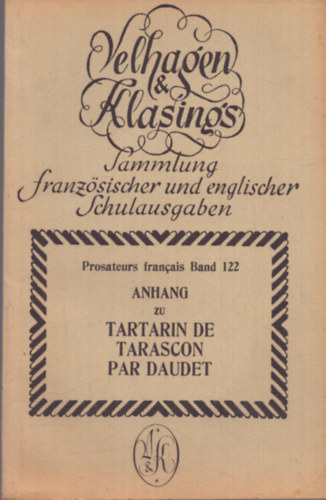 Velhagen
&
Klasings
Sammlung
französischer und englischer
Schulausgaben
Prosateurs français Band 122
ANHANG
zu
TARTARIN DE
TARASCON
PAR DAUDET
V
&K